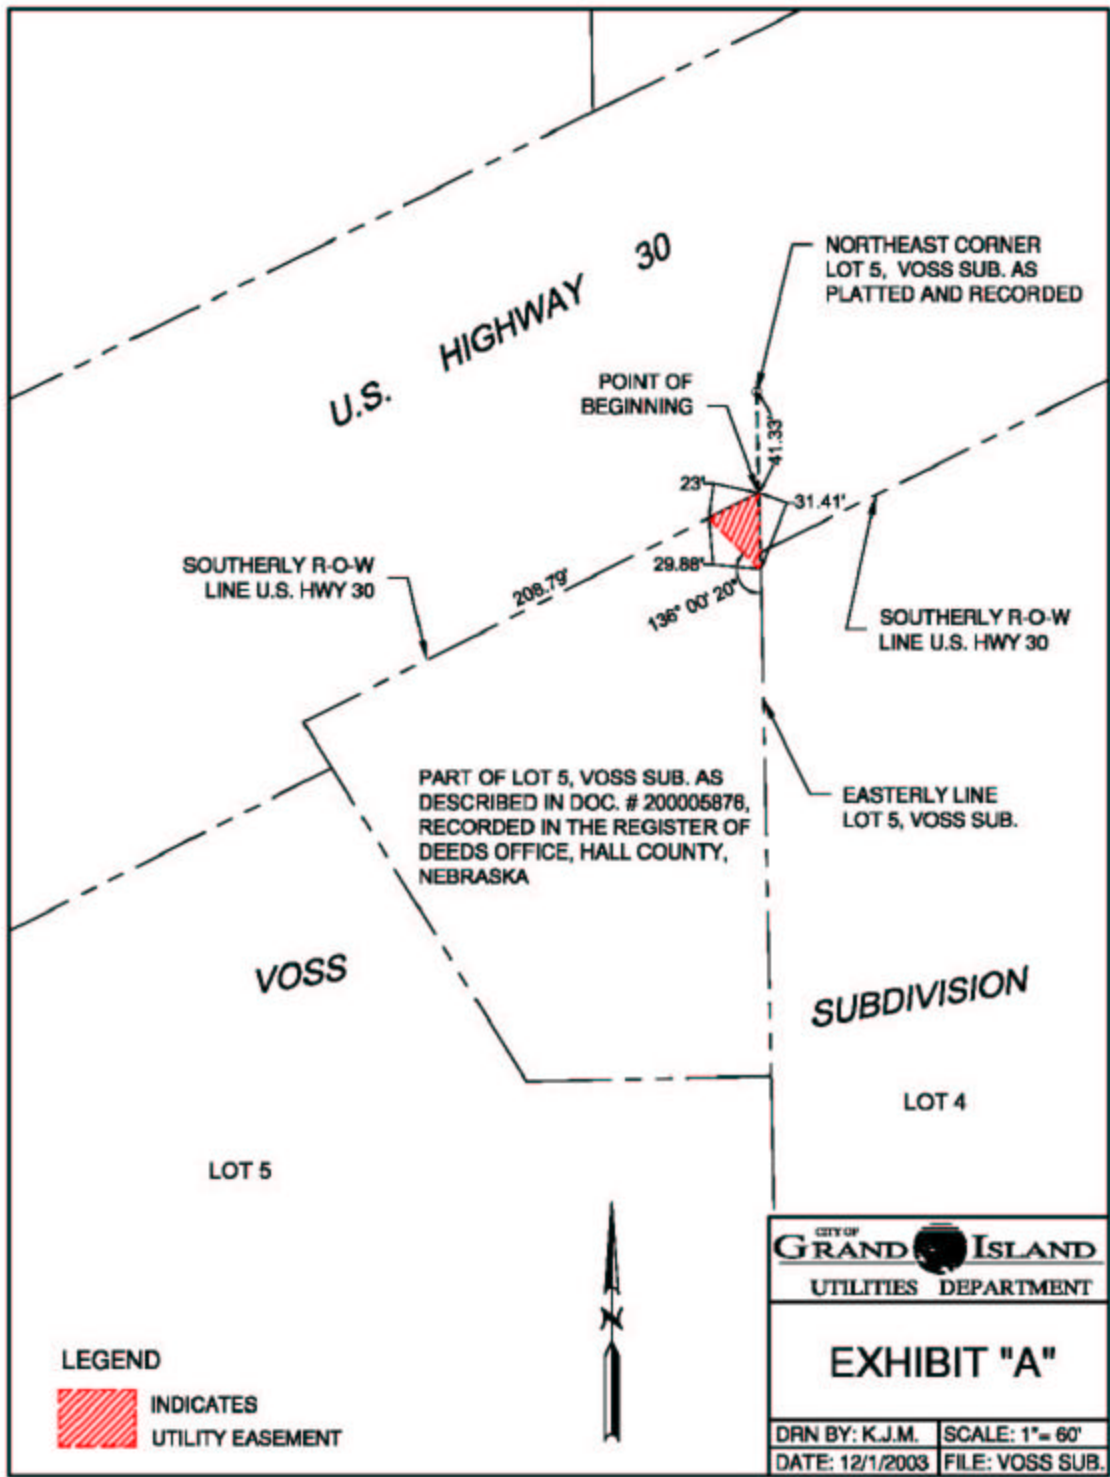 NORTHEAST CORNER
LOT 5, VOSS SUB. AS
PLATTED AND RECORDED
U.S. HIGHWAY 30
POINT OF
BEGINNING
41.33'
23'
31.41'
SOUTHERLY R-O-W
LINE U.S. HWY 30
208.79'
29.88'
136° 00' 20"
SOUTHERLY R-O-W
LINE U.S. HWY 30
PART OF LOT 5, VOSS SUB. AS
DESCRIBED IN DOC. # 200005876,
RECORDED IN THE REGISTER OF
DEEDS OFFICE, HALL COUNTY,
NEBRASKA
EASTERLY LINE
LOT 5, VOSS SUB.
VOSS SUBDIVISION
LOT 4
LOT 5
N
CITY OF
GRAND ISLAND
UTILITIES DEPARTMENT
EXHIBIT "A"
LEGEND
INDICATES
UTILITY EASEMENT
DRN BY: K.J.M. SCALE: 1"= 60'
DATE: 12/1/2003 FILE: VOSS SUB.